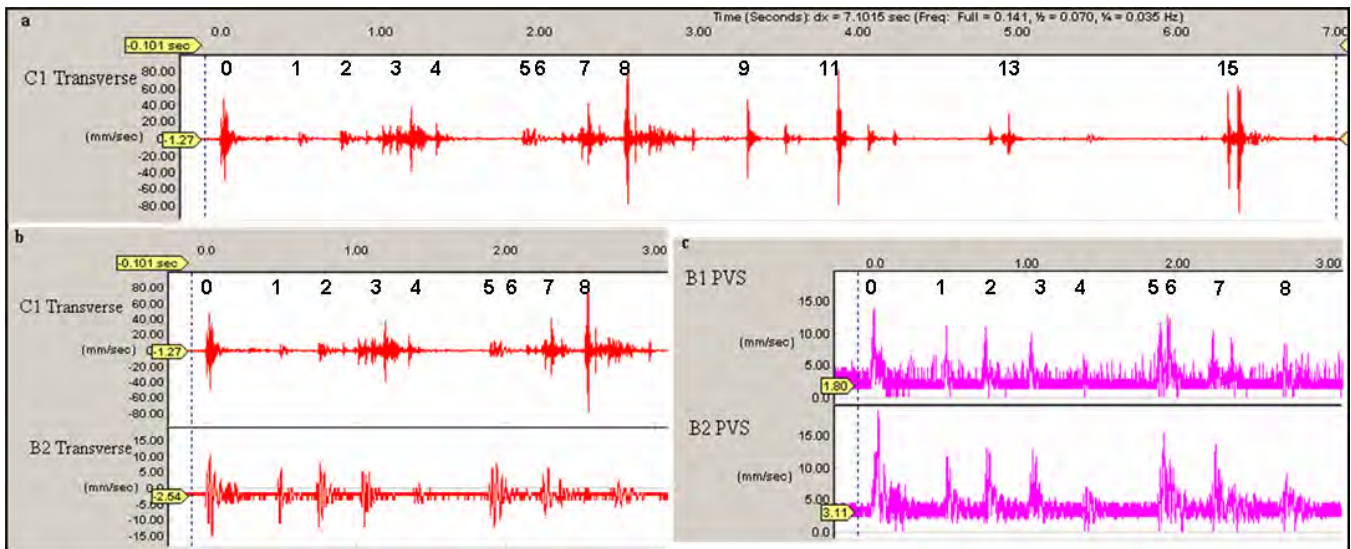 a
Time (Seconds): dx = 7.1015 sec (Freq: Full = 0.141, ½ = 0.070, ¼ = 0.035 Hz)
0.0 1.00 2.00 3.00 4.00 5.00 6.00 7.00
-0.101 sec
C1 Transverse
0 1 2 3 4 5 6 7 8 9 11 13 15
80.00
60.00
40.00
20.00
(mm/sec) -1.27
-20.00
-40.00
-60.00
-80.00
b
0.0 1.00 2.00 3.00
-0.101 sec
C1 Transverse
0 1 2 3 4 5 6 7 8
80.00
60.00
40.00
20.00
(mm/sec) -1.27
-20.00
-40.00
-60.00
-80.00
B2 Transverse
15.00
10.00
5.00
(mm/sec) 0.0
-2.54
-5.00
-10.00
-15.00
c
0.0 1.00 2.00 3.00
B1 PVS
0 1 2 3 4 5 6 7 8
15.00
10.00
(mm/sec)
5.00
1.80
0.0
B2 PVS
15.00
10.00
(mm/sec)
5.00
3.11
0.0